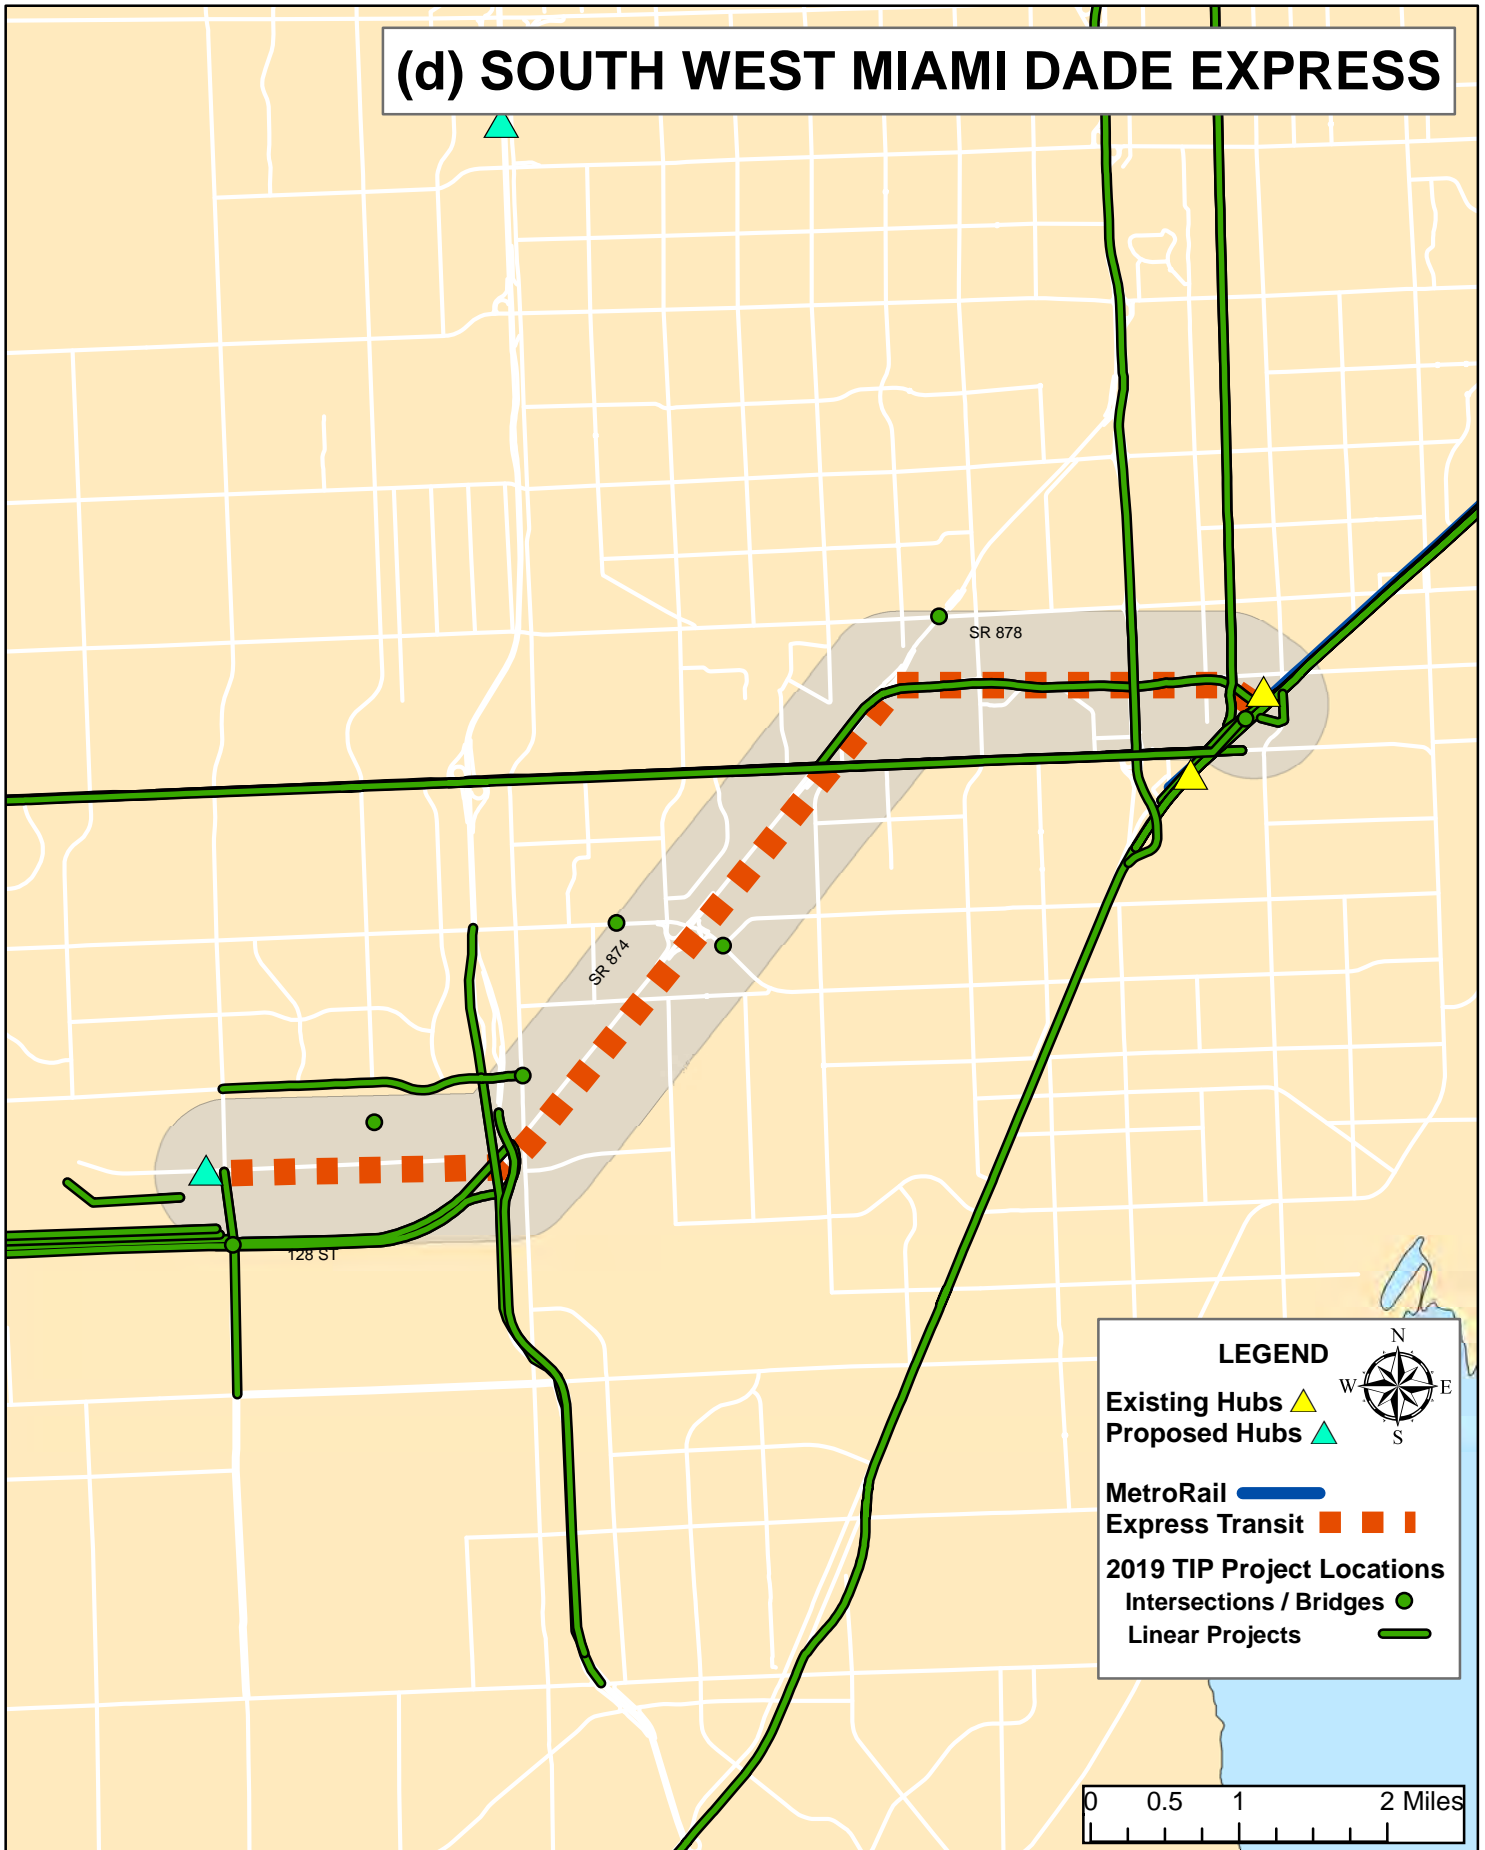 (d) SOUTH WEST MIAMI DADE EXPRESS
SR 878
SR 874
128 ST
LEGEND
N
W E
S
Existing Hubs
Proposed Hubs
MetroRail
Express Transit
2019 TIP Project Locations
Intersections / Bridges
Linear Projects
0 0.5 1 2 Miles